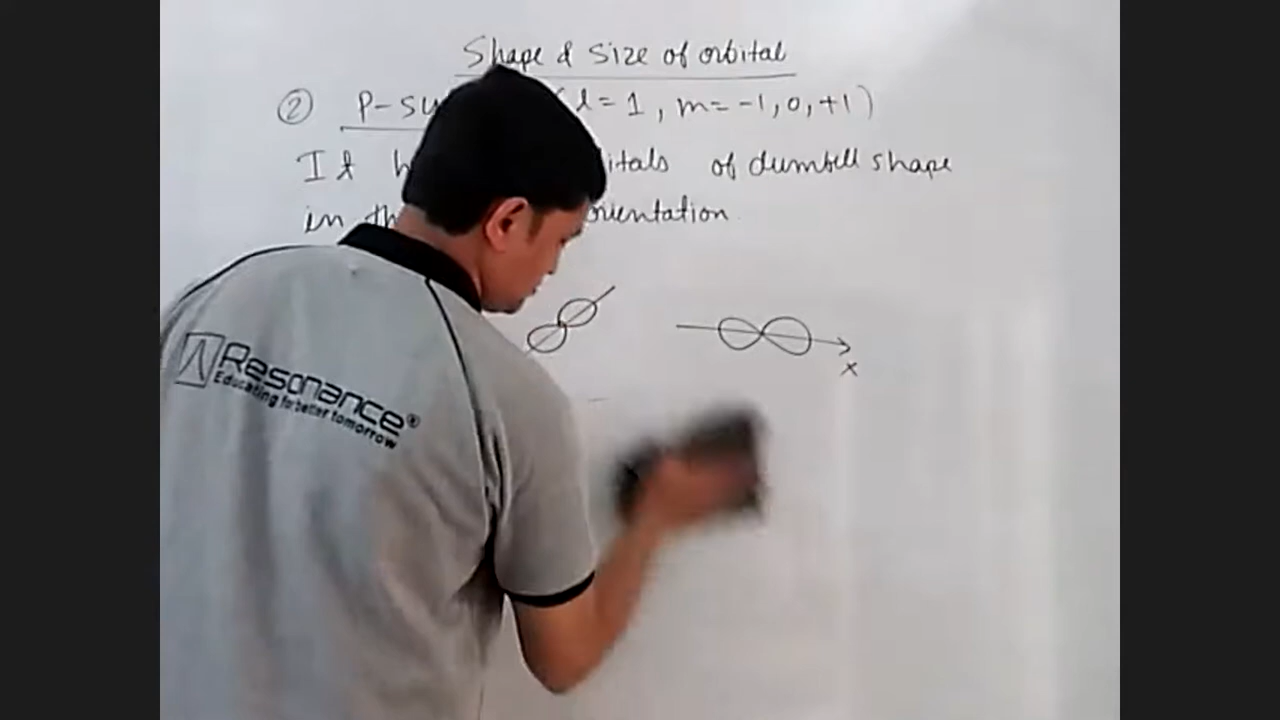 Shape & Size of orbital
② P-su (l=1, m=-1,0,+1)
It h itals of dumbell shape
in th orientation
x
Resonance®
Educating for better tomorrow